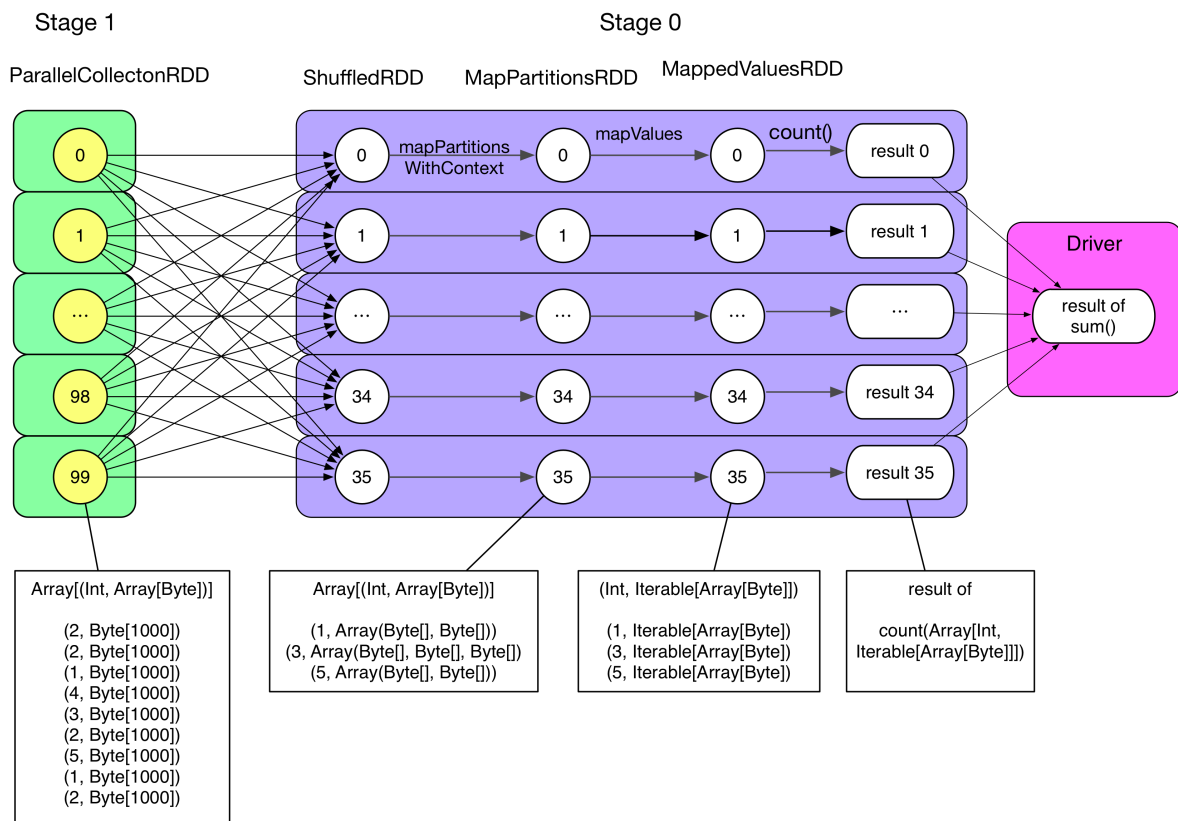 Stage 1
Stage 0
ParallelCollectonRDD
ShuffledRDD
MapPartitionsRDD
MappedValuesRDD
0
0
mapPartitions
WithContext
0
mapValues
0
count()
result 0
1
1
1
1
result 1
Driver
...
...
...
...
...
result of
sum()
98
34
34
34
result 34
99
35
35
35
result 35
Array[(Int, Array[Byte])]
(2, Byte[1000])
(2, Byte[1000])
(1, Byte[1000])
(4, Byte[1000])
(3, Byte[1000])
(2, Byte[1000])
(5, Byte[1000])
(1, Byte[1000])
(2, Byte[1000])
Array[(Int, Array[Byte])]
(1, Array(Byte[], Byte[]))
(3, Array(Byte[], Byte[], Byte[])
(5, Array(Byte[], Byte[]))
(Int, Iterable[Array[Byte]])
(1, Iterable[Array[Byte])
(3, Iterable[Array[Byte])
(5, Iterable[Array[Byte])
result of
count(Array[Int,
Iterable[Array[Byte]]])